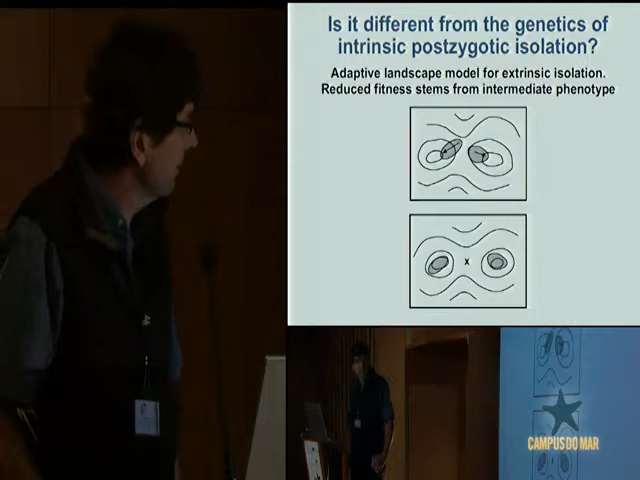 Is it different from the genetics of
intrinsic postzygotic isolation?
Adaptive landscape model for extrinsic isolation.
Reduced fitness stems from intermediate phenotype
x
CAMPUS DO MAR